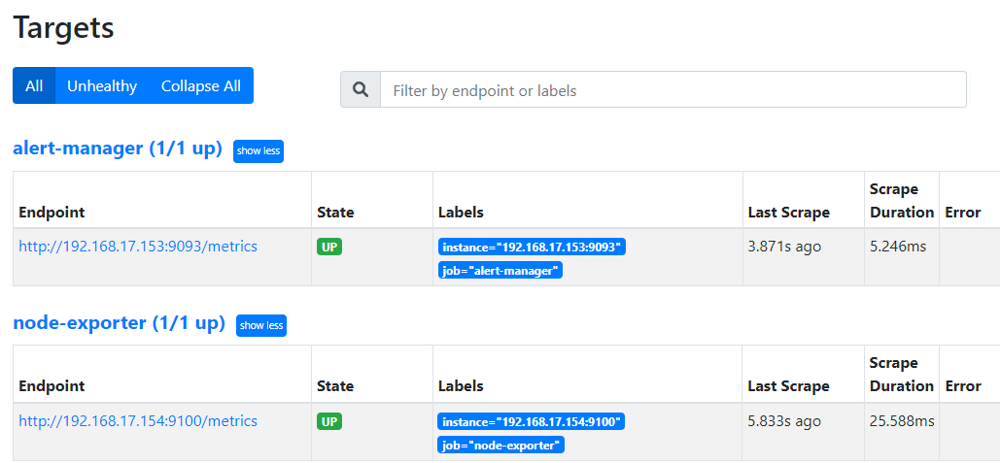 Targets
All Unhealthy Collapse All
Filter by endpoint or labels
alert-manager (1/1 up) show less
Endpoint State Labels Last Scrape Scrape Duration Error
http://192.168.17.153:9093/metrics UP instance="192.168.17.153:9093" 3.871s ago 5.246ms
job="alert-manager"
node-exporter (1/1 up) show less
Endpoint State Labels Last Scrape Scrape Duration Error
http://192.168.17.154:9100/metrics UP instance="192.168.17.154:9100" 5.833s ago 25.588ms
job="node-exporter"